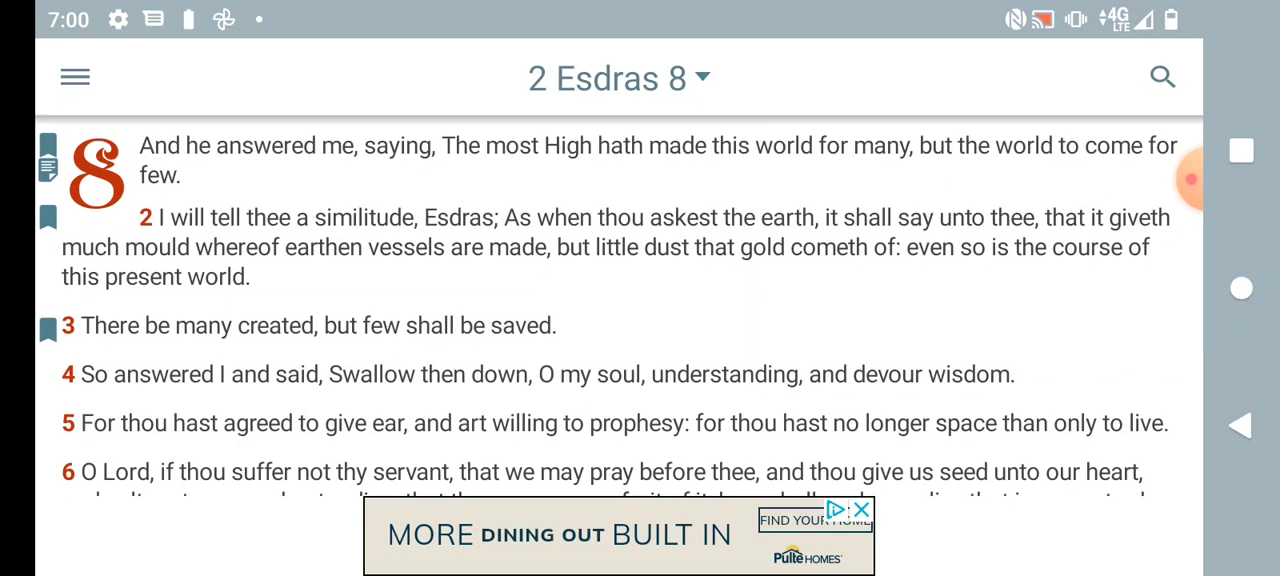 7:00
4G
LTE
2 Esdras 8
8 And he answered me, saying, The most High hath made this world for many, but the world to come for
few.
2 I will tell thee a similitude, Esdras; As when thou askest the earth, it shall say unto thee, that it giveth
much mould whereof earthen vessels are made, but little dust that gold cometh of: even so is the course of
this present world.
3 There be many created, but few shall be saved.
4 So answered I and said, Swallow then down, O my soul, understanding, and devour wisdom.
5 For thou hast agreed to give ear, and art willing to prophesy: for thou hast no longer space than only to live.
6 O Lord, if thou suffer not thy servant, that we may pray before thee, and thou give us seed unto our heart,
MORE DINING OUT BUILT IN
FIND YOUR HOME
Pulte HOMES